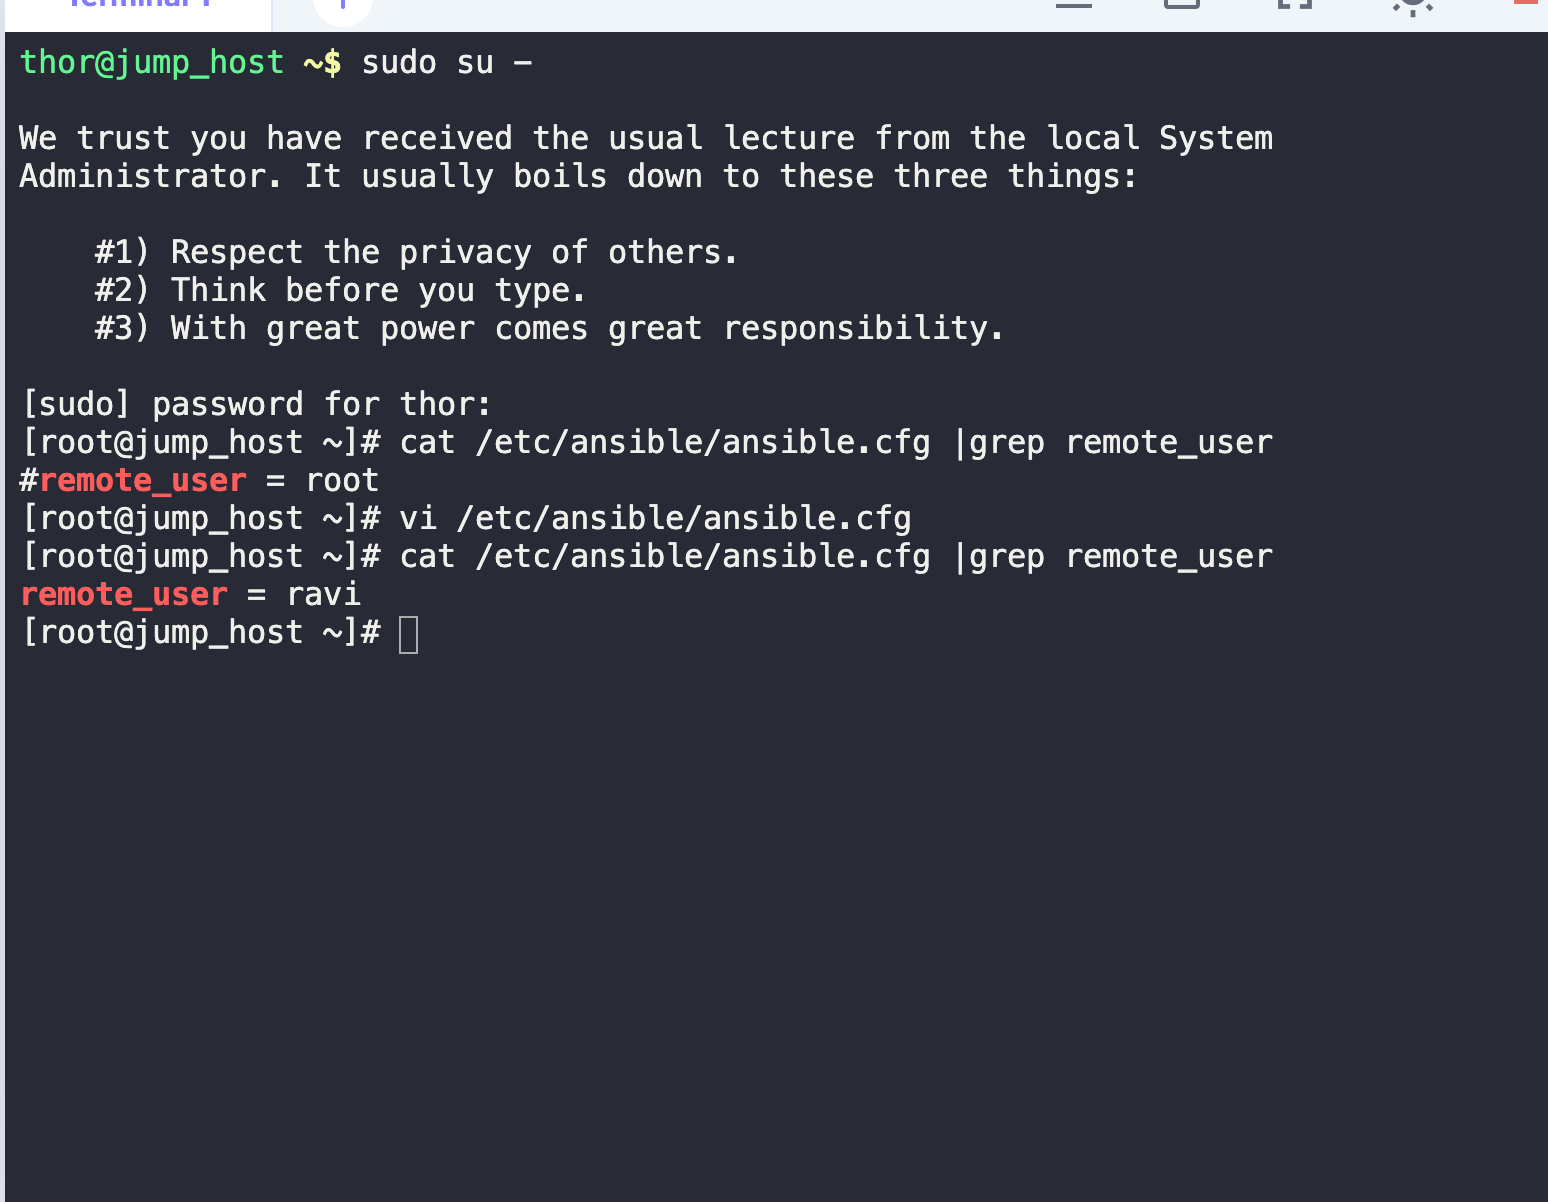 Terminal 1
thor@jump_host ~$ sudo su -
We trust you have received the usual lecture from the local System
Administrator. It usually boils down to these three things:
#1) Respect the privacy of others.
#2) Think before you type.
#3) With great power comes great responsibility.
[sudo] password for thor:
[root@jump_host ~]# cat /etc/ansible/ansible.cfg |grep remote_user
#remote_user = root
[root@jump_host ~]# vi /etc/ansible/ansible.cfg
[root@jump_host ~]# cat /etc/ansible/ansible.cfg |grep remote_user
remote_user = ravi
[root@jump_host ~]#